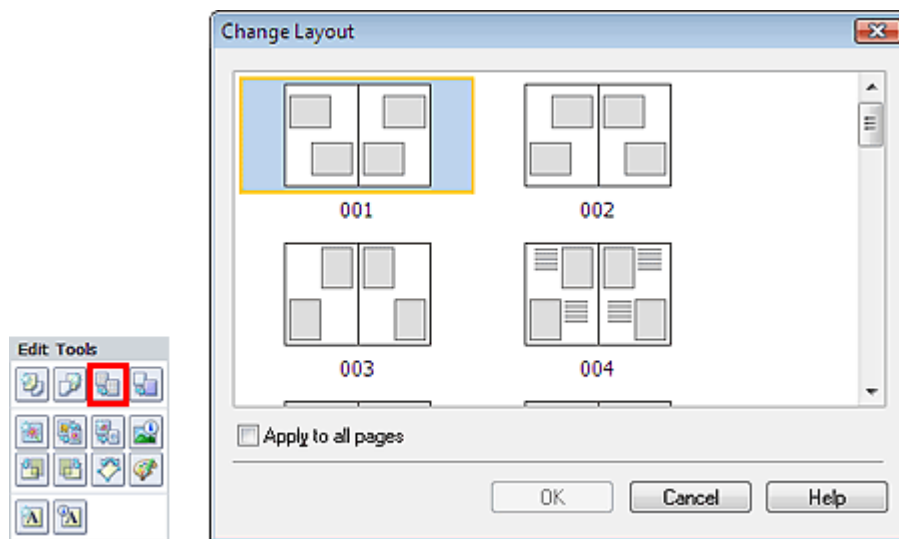 Change Layout
001
002
003
004
Edit Tools
Apply to all pages
OK
Cancel
Help
A
A